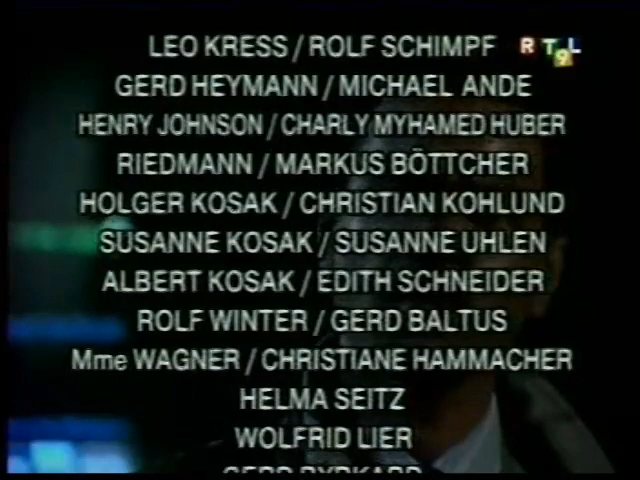 LEO KRESS / ROLF SCHIMPF
RTL9
GERD HEYMANN / MICHAEL ANDE
HENRY JOHNSON / CHARLY MYHAMED HUBER
RIEDMANN / MARKUS BÖTTCHER
HOLGER KOSAK / CHRISTIAN KOHLUND
SUSANNE KOSAK / SUSANNE UHLEN
ALBERT KOSAK / EDITH SCHNEIDER
ROLF WINTER / GERD BALTUS
Mme WAGNER / CHRISTIANE HAMMACHER
HELMA SEITZ
WOLFRID LIER